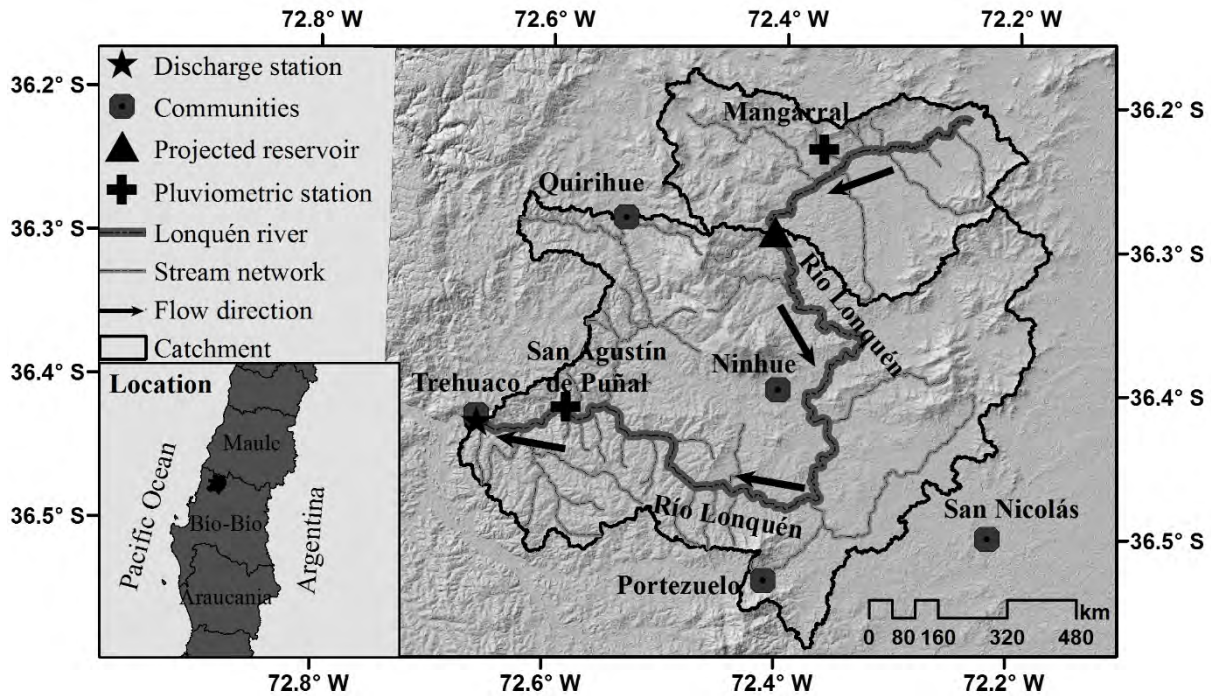 72.8° W 72.6° W 72.4° W 72.2° W
36.2° S
36.3° S
36.4° S
36.5° S
Discharge station
Communities
Projected reservoir
Pluviometric station
Lonquén river
Stream network
Flow direction
Catchment
Location
Pacific Ocean
Maule
Bio-Bio
Araucania
Argentina
Mangarral
Quirihue
Río Lonquén
San Agustín
de Puñal
Ninhue
Trehuaco
Río Lonquén
San Nicolás
Portezuelo
km
0 80 160 320 480
36.2° S
36.3° S
36.4° S
36.5° S
72.8° W 72.6° W 72.4° W 72.2° W